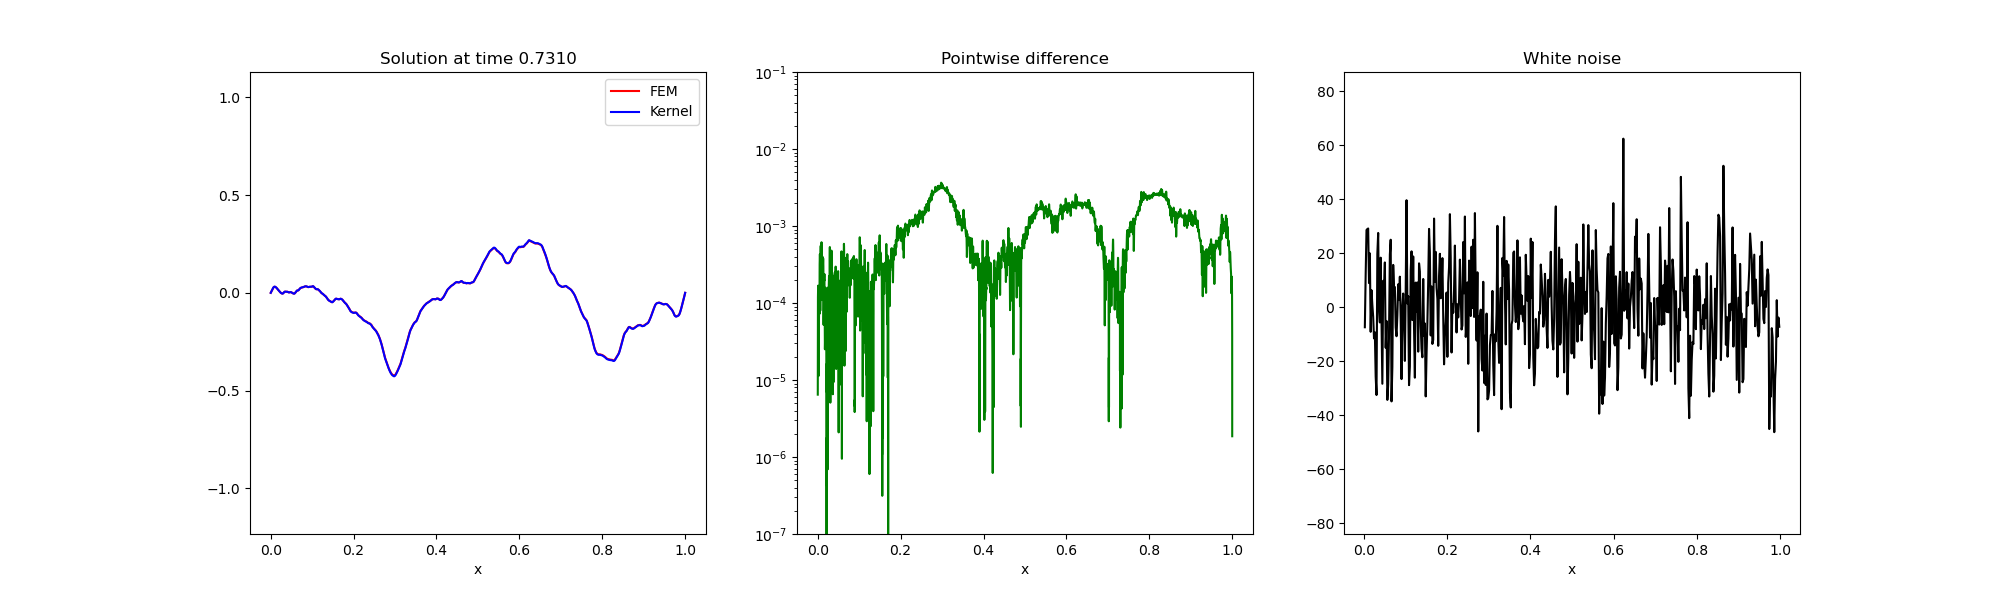 Solution at time 0.7310
FEM
Kernel
1.0
0.5
0.0
−0.5
−1.0
0.0 0.2 0.4 0.6 0.8 1.0
x
Pointwise difference
10⁻¹
10⁻²
10⁻³
10⁻⁴
10⁻⁵
10⁻⁶
10⁻⁷
0.0 0.2 0.4 0.6 0.8 1.0
x
White noise
80
60
40
20
0
−20
−40
−60
−80
0.0 0.2 0.4 0.6 0.8 1.0
x